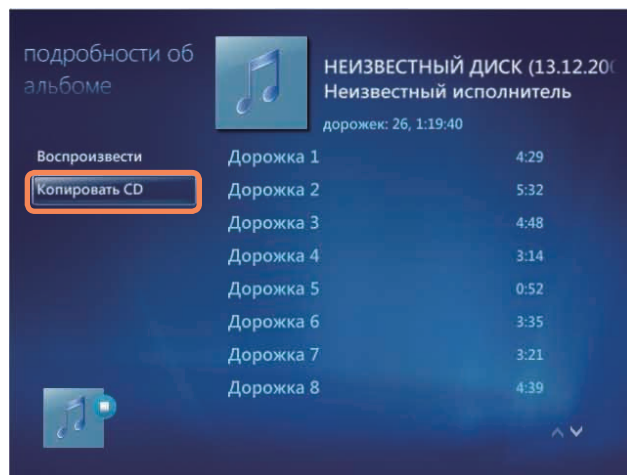 подробности об
альбоме
НЕИЗВЕСТНЫЙ ДИСК (13.12.200
Неизвестный исполнитель
дорожек: 26, 1:19:40
Воспроизвести
Копировать CD
Дорожка 1 4:29
Дорожка 2 5:32
Дорожка 3 4:48
Дорожка 4 3:14
Дорожка 5 0:52
Дорожка 6 3:35
Дорожка 7 3:21
Дорожка 8 4:39